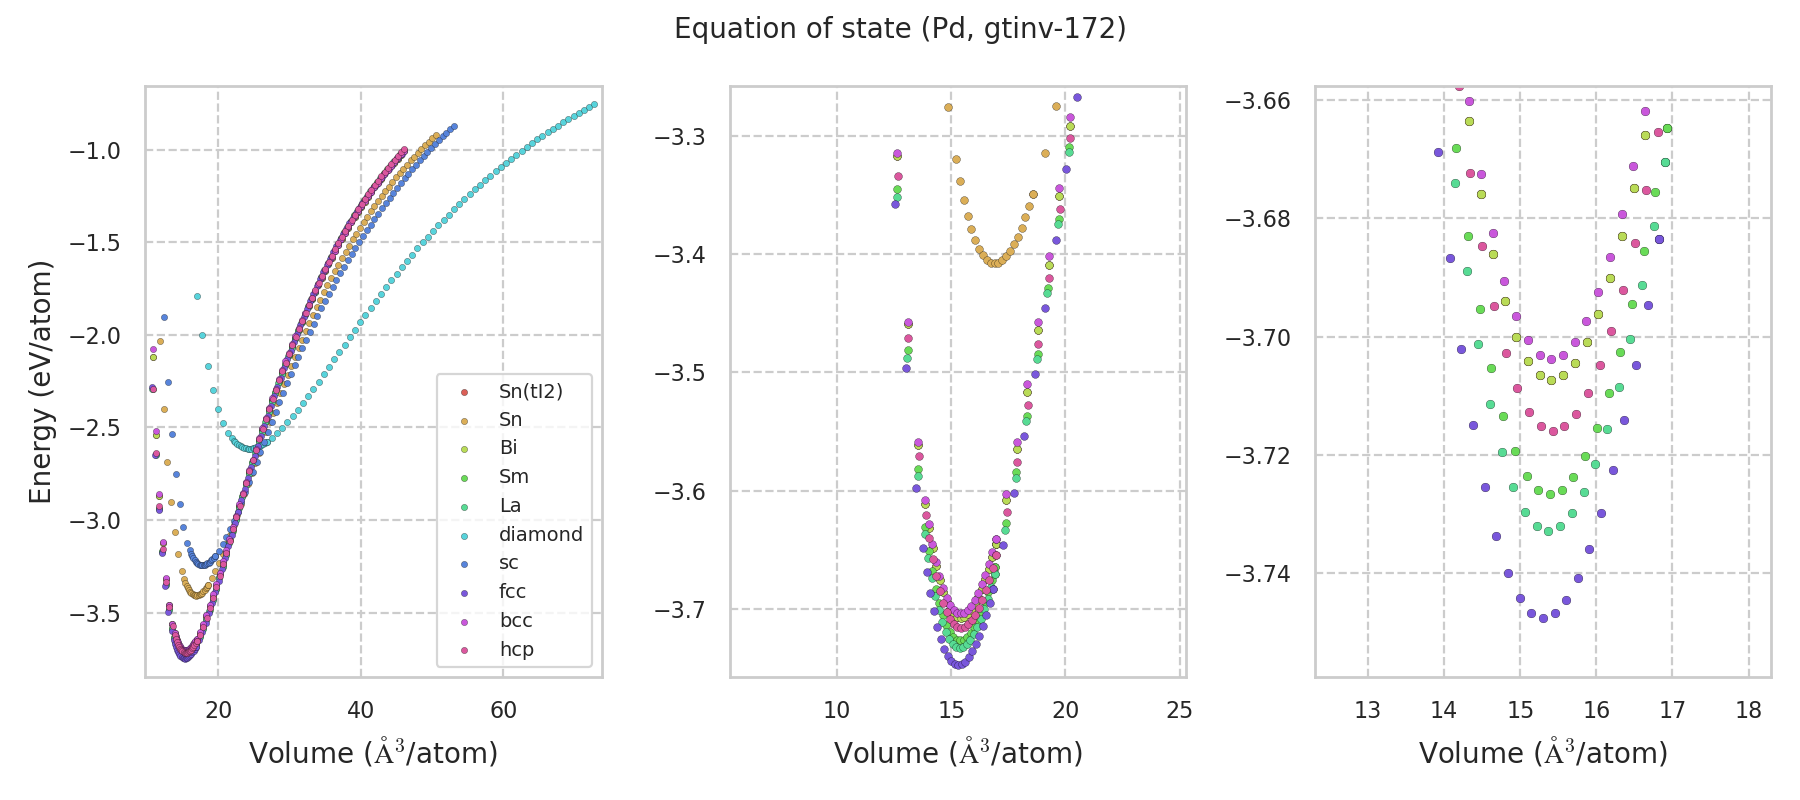 Equation of state (Pd, gtinv-172)
Energy (eV/atom)
−1.0
−1.5
−2.0
−2.5
−3.0
−3.5
20
40
60
Volume (Å³/atom)
Sn(tI2)
Sn
Bi
Sm
La
diamond
sc
fcc
bcc
hcp
−3.3
−3.4
−3.5
−3.6
−3.7
10
15
20
25
Volume (Å³/atom)
−3.66
−3.68
−3.70
−3.72
−3.74
13
14
15
16
17
18
Volume (Å³/atom)